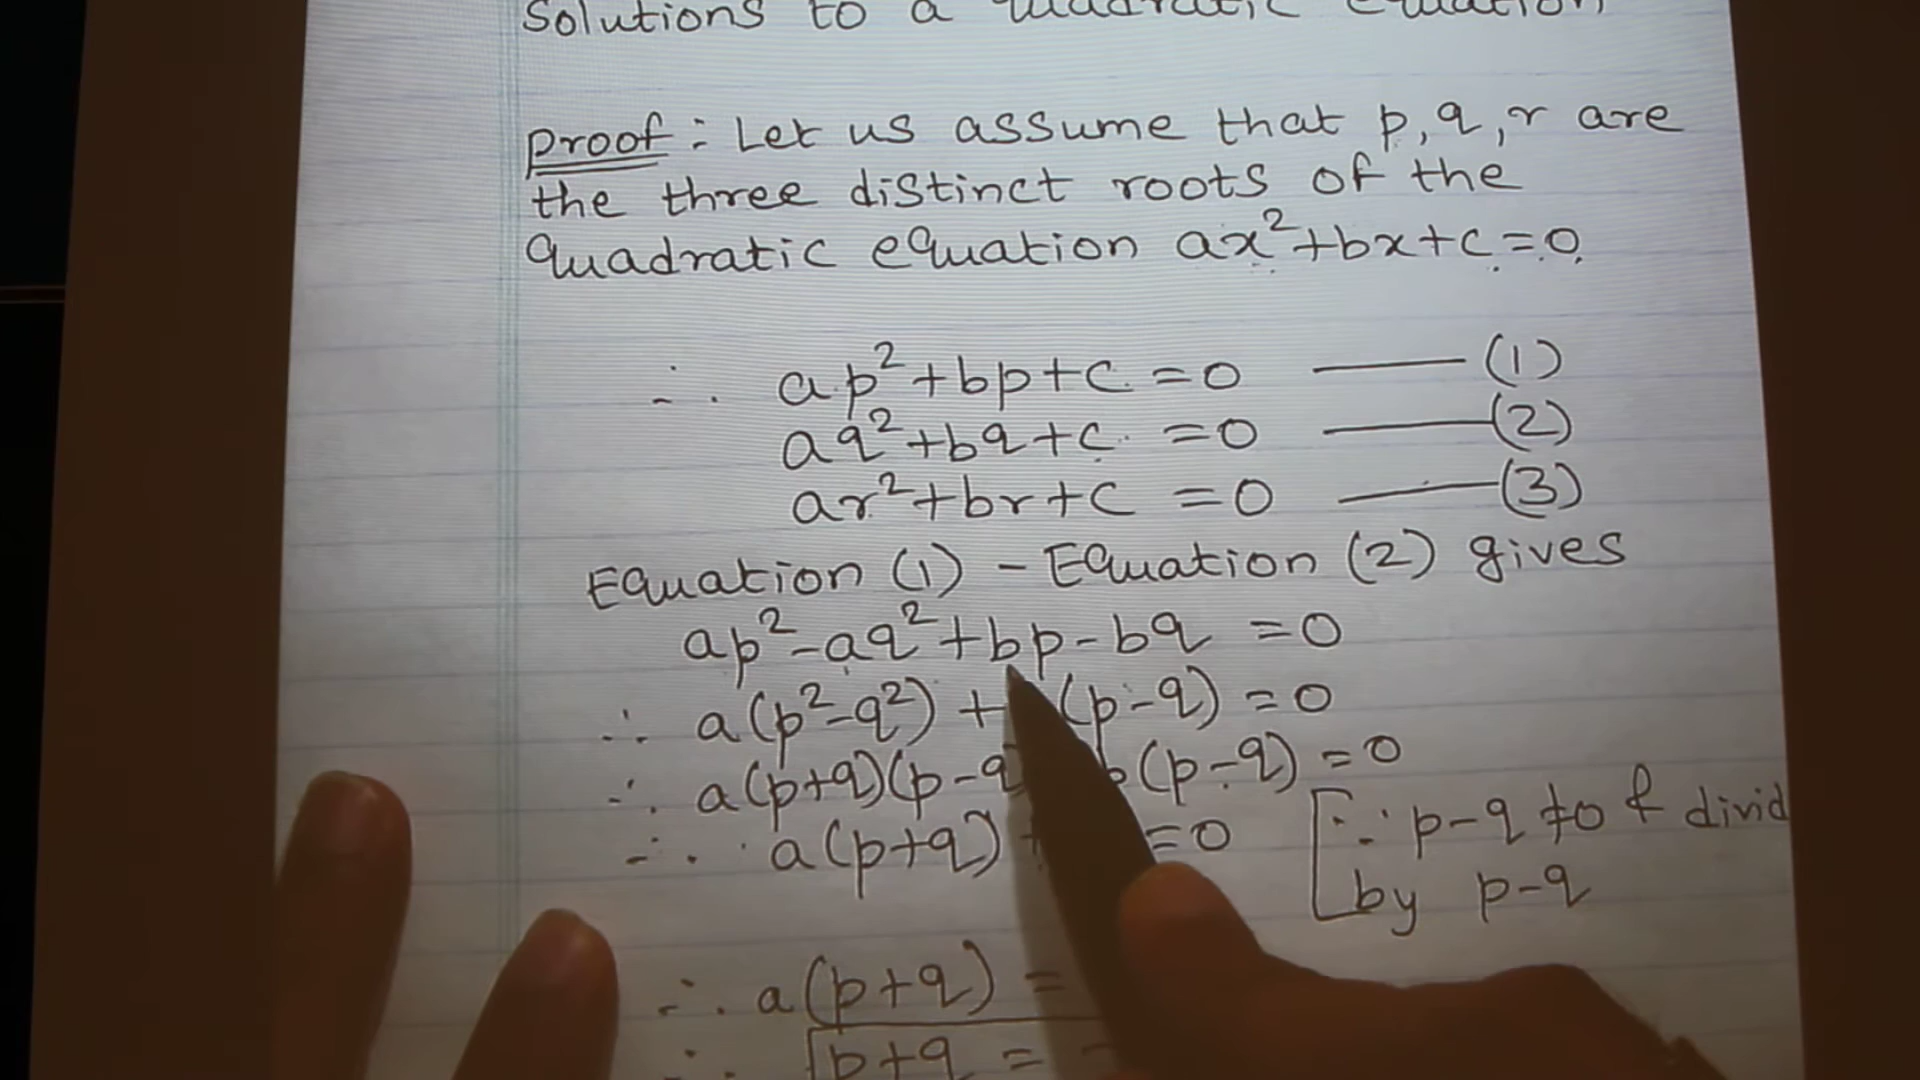 Solutions to a quadratic equation
Proof: Let us assume that p, q, r are
the three distinct roots of the
quadratic equation ax²+bx+c=0
∴ ap²+bp+c=0 —— (1)
aq²+bq+c =0 ——(2)
ar²+br+c =0 ——(3)
Equation (1) - Equation (2) gives
ap²-aq²+bp-bq =0
∴ a(p²-q²) + (p-q)=0
∴ a(p+q)(p-q b(p-q)=0
∴ a(p+q) =0 [∵ p-q≠0 & divid
by p-q
∴ a(p+q) =
∴ p+q =